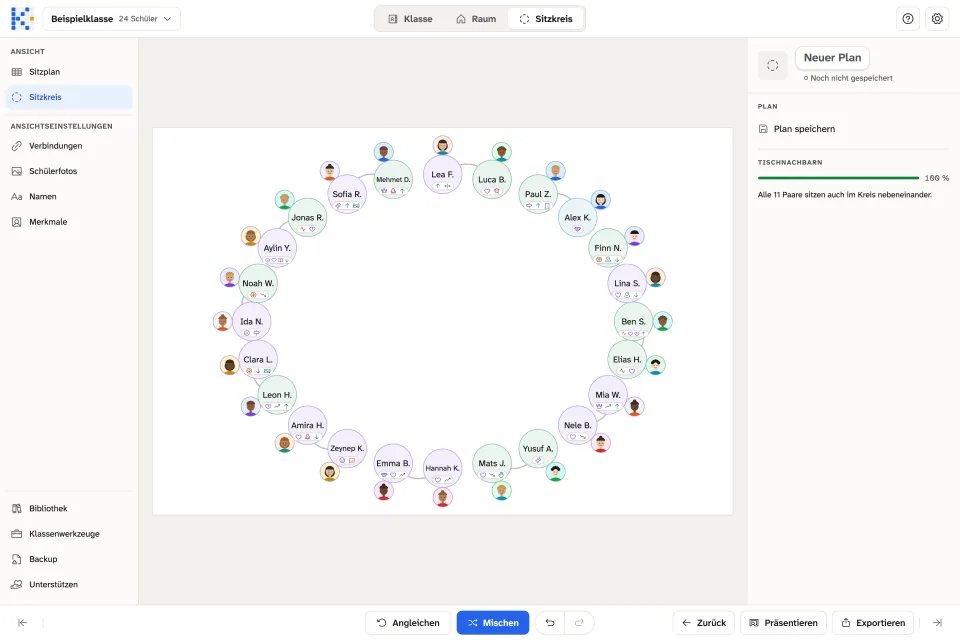 Beispielklasse 24 Schüler
Klasse
Raum
Sitzkreis
ANSICHT
Sitzplan
Sitzkreis
ANSICHTSEINSTELLUNGEN
Verbindungen
Schülerfotos
Aa Namen
Merkmale
Bibliothek
Klassenwerkzeuge
Backup
Unterstützen
Mehmet D.
Lea F.
Luca B.
Sofia R.
Paul Z.
Jonas R.
Alex K.
Aylin Y.
Finn N.
Noah W.
Lina S.
Ida N.
Ben S.
Clara L.
Elias H.
Leon H.
Mia W.
Amira H.
Nele B.
Zeynep K.
Yusuf A.
Emma B.
Hannah K.
Mats J.
Neuer Plan
Noch nicht gespeichert
PLAN
Plan speichern
TISCHNACHBARN
100 %
Alle 11 Paare sitzen auch im Kreis nebeneinander.
Angleichen
Mischen
Zurück
Präsentieren
Exportieren